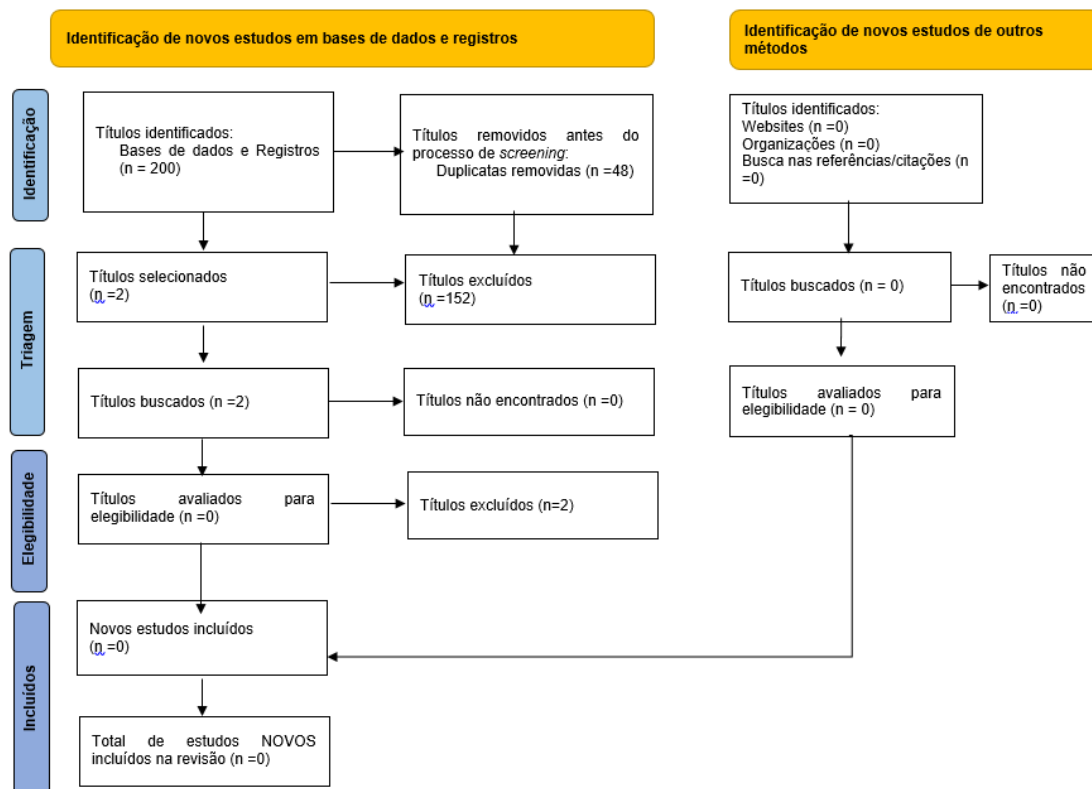 Identificação de novos estudos em bases de dados e registros
Identificação de novos estudos de outros
métodos
Identificação
Títulos identificados:
Bases de dados e Registros
(n = 200)
Títulos removidos antes do
processo de screening:
Duplicatas removidas (n =48)
Títulos identificados:
Websites (n =0)
Organizações (n =0)
Busca nas referências/citações (n
=0)
Triagem
Títulos selecionados
(n =2)
Títulos excluídos
(n =152)
Títulos buscados (n = 0)
Títulos não
encontrados
(n =0)
Títulos buscados (n =2)
Títulos não encontrados (n =0)
Títulos avaliados para
elegibilidade (n = 0)
Elegibilidade
Títulos avaliados para
elegibilidade (n =0)
Títulos excluídos (n=2)
Incluídos
Novos estudos incluídos
(n =0)
Total de estudos NOVOS
incluídos na revisão (n =0)